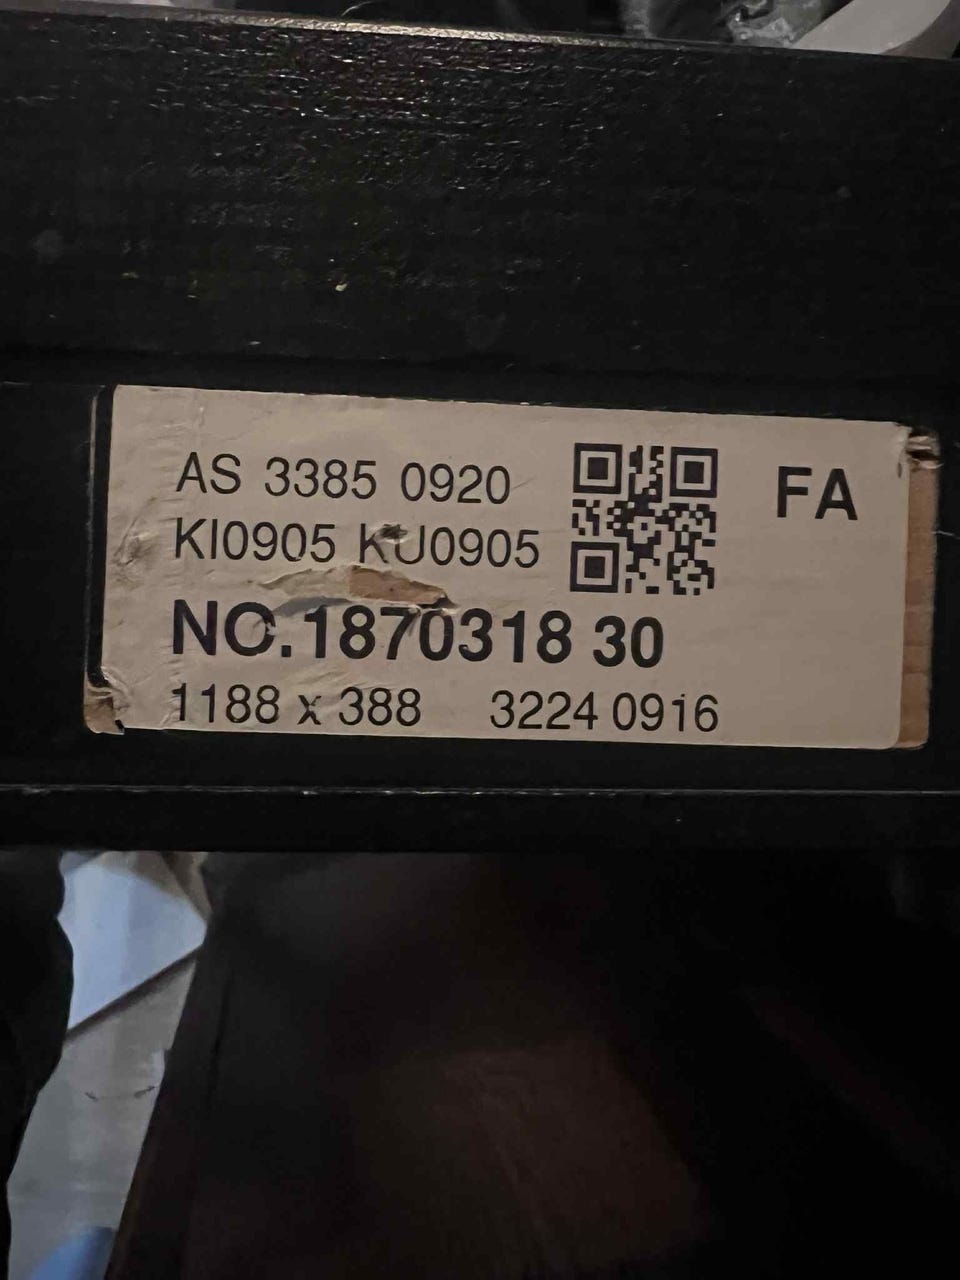 AS 3385 0920
KI0905 KU0905
FA
NO.1870318 30
1188 x 388 3224 0916